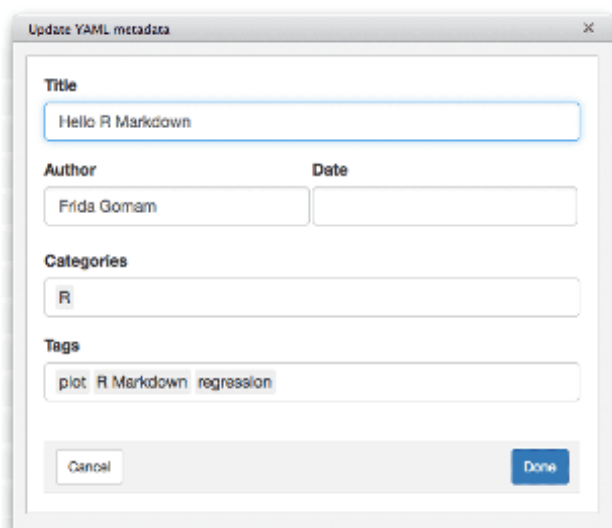 Update YAML metadata
Title
Hello R Markdown
Author Date
Frida Gomam
Categories
R
Tags
plot R Markdown regression
Cancel Done